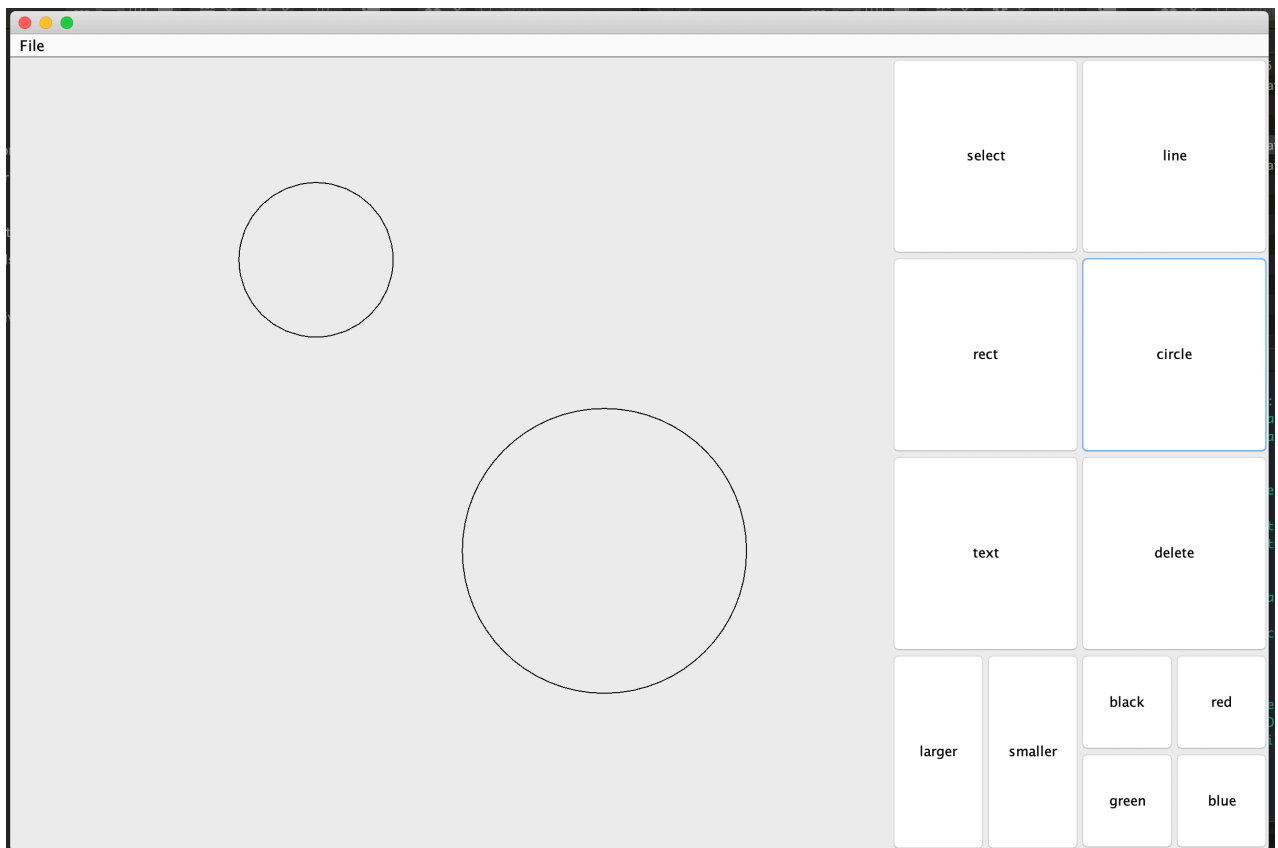 File
select line
rect circle
text delete
black red
larger smaller
green blue